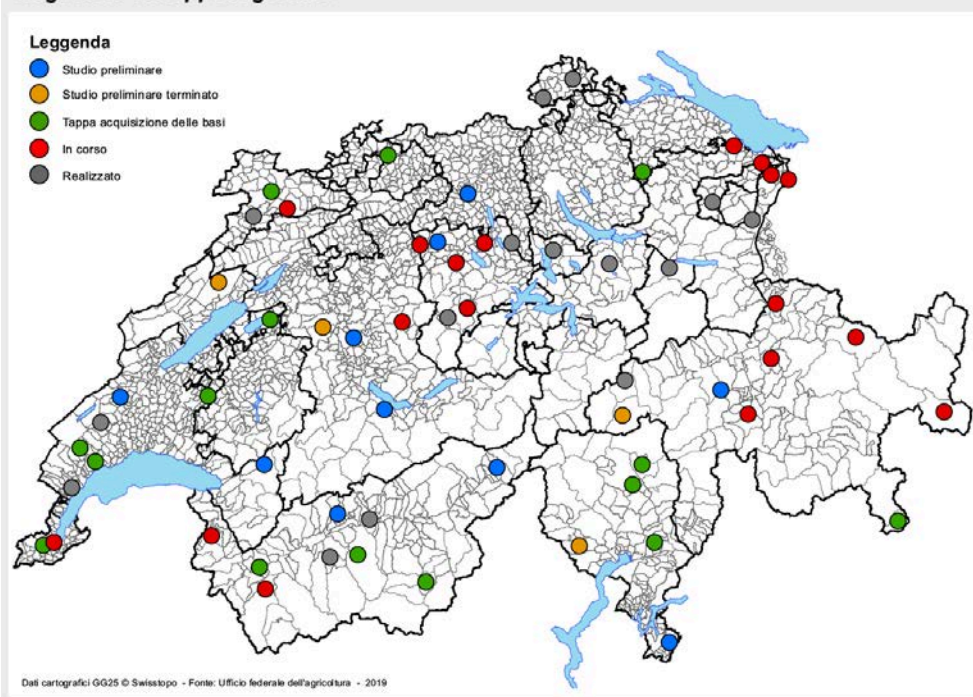 Leggenda
Studio preliminare
Studio preliminare terminato
Tappa acquisizione delle basi
In corso
Realizzato
Dati cartografici GG25 © Swisstopo - Fonte: Ufficio federale dell'agricoltura - 2019